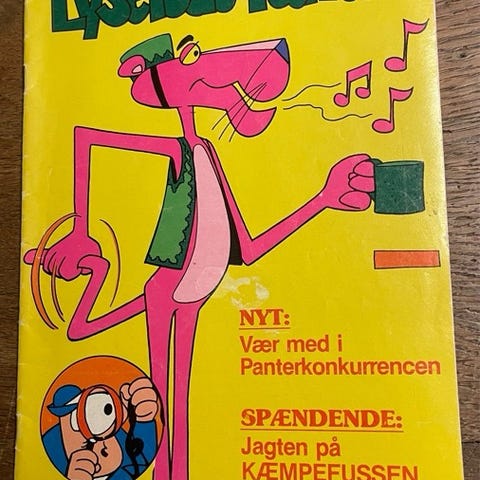 NYT:
Vær med i
Panterkonkurrencen
SPÆNDENDE:
Jagten på
KÆMPEFUSSEN